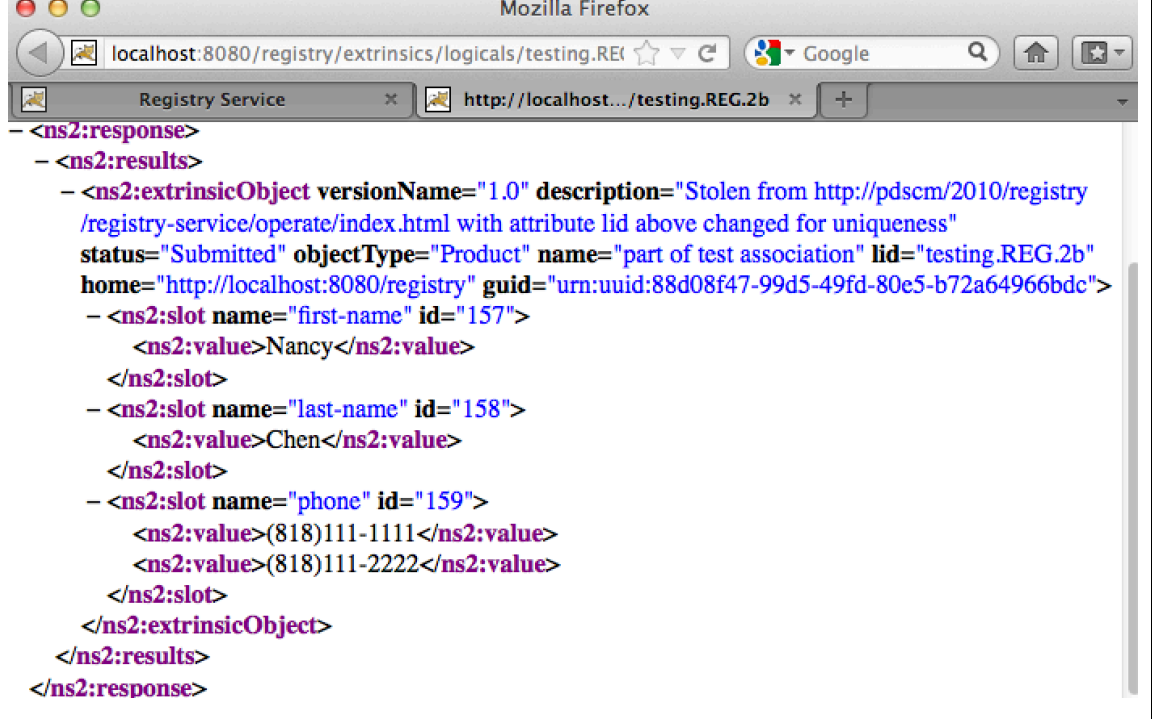 Mozilla Firefox
localhost:8080/registry/extrinsics/logicals/testing.REG
Google
Registry Service ×
http://localhost.../testing.REG.2b ×
– <ns2:response>
– <ns2:results>
– <ns2:extrinsicObject versionName="1.0" description="Stolen from http://pdscm/2010/registry
/registry-service/operate/index.html with attribute lid above changed for uniqueness"
status="Submitted" objectType="Product" name="part of test association" lid="testing.REG.2b"
home="http://localhost:8080/registry" guid="urn:uuid:88d08f47-99d5-49fd-80e5-b72a64966bdc">
– <ns2:slot name="first-name" id="157">
<ns2:value>Nancy</ns2:value>
</ns2:slot>
– <ns2:slot name="last-name" id="158">
<ns2:value>Chen</ns2:value>
</ns2:slot>
– <ns2:slot name="phone" id="159">
<ns2:value>(818)111-1111</ns2:value>
<ns2:value>(818)111-2222</ns2:value>
</ns2:slot>
</ns2:extrinsicObject>
</ns2:results>
</ns2:response>